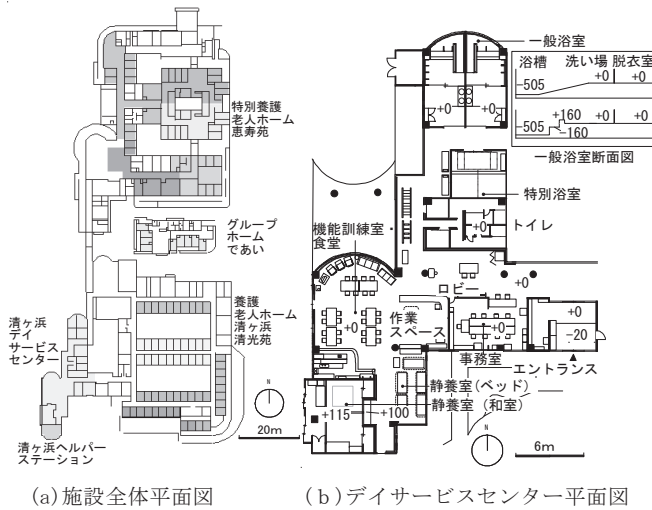 特別養護
老人ホーム
恵寿苑
グループ
ホーム
であい
養護
老人ホーム
清ヶ浜
清光苑
清ヶ浜
デイ
サービス
センター
清ヶ浜ヘルパー
ステーション
N
20m
(a)施設全体平面図
一般浴室
浴槽 洗い場 脱衣室
+0 +0
-505
+160 +0 +0
-505
-160
一般浴室断面図
+0 +0
特別浴室
トイレ
+0
機能訓練室
食堂
ロビー
+0
+0
作業
スペース
+0
+0
-20
事務室
エントランス
静養室(ベッド)
静養室(和室)
+115 +100
N
6m
(b)デイサービスセンター平面図